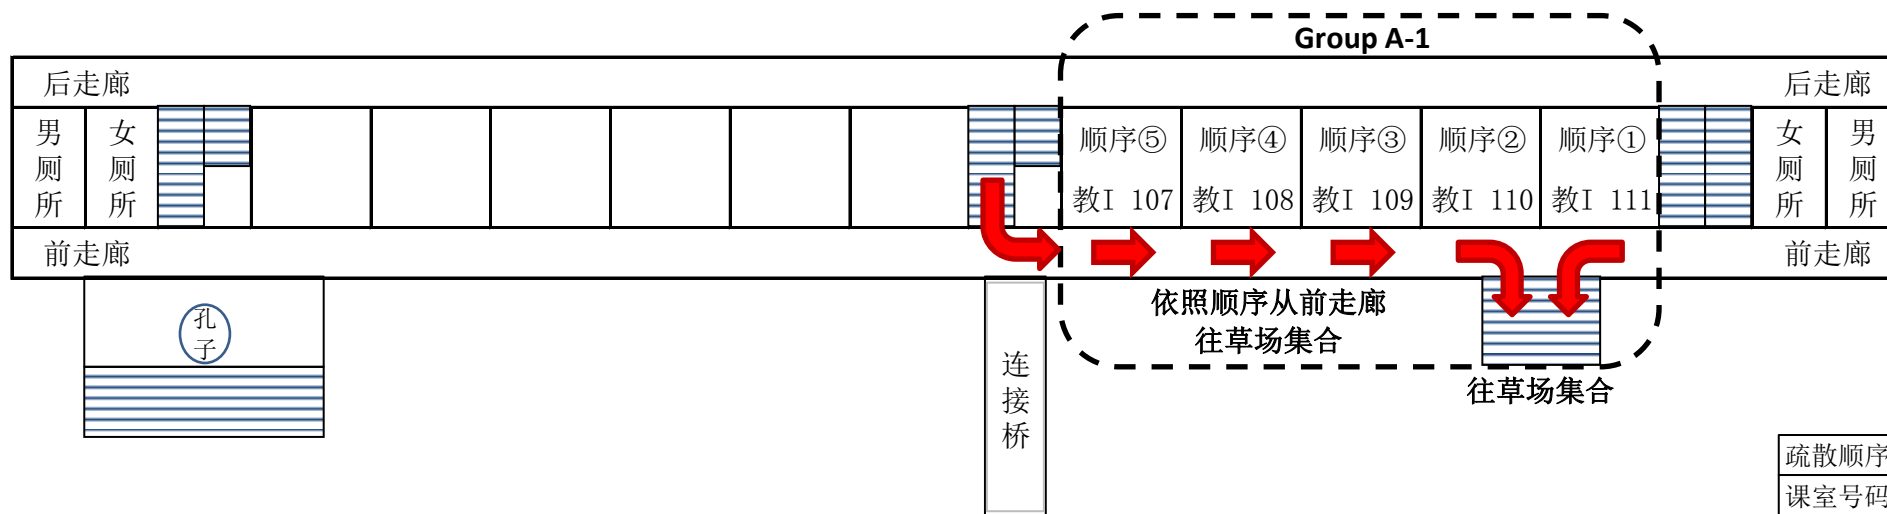 Group A-1
后走廊
后走廊
男厕所
女厕所
顺序⑤
教I 107
顺序④
教I 108
顺序③
教I 109
顺序②
教I 110
顺序①
教I 111
女厕所
男厕所
前走廊
前走廊
孔子
连接桥
依照顺序从前走廊
往草场集合
往草场集合
疏散顺序
课室号码